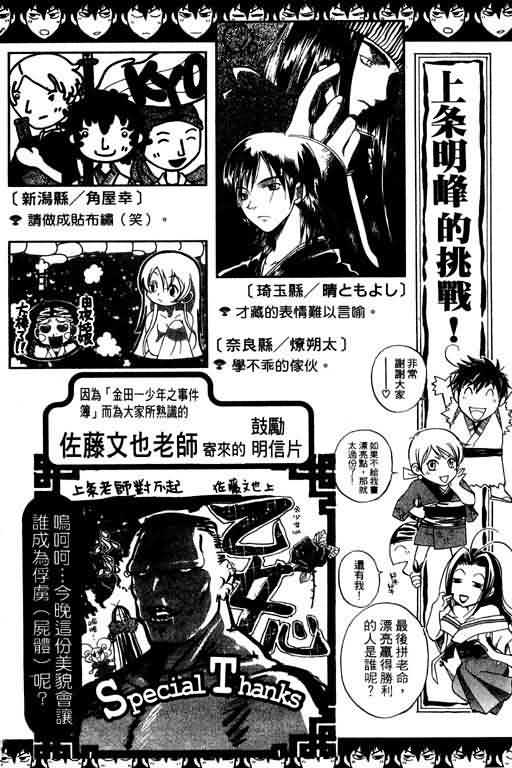 上条明峰的挑戰！
KYO
〔新潟縣／角屋幸〕
請做成貼布繡（笑）。
〔琦玉縣／晴ともよし〕
才藏的表情難以言喻。
〔奈良縣／燎朔太〕
學不乖的傢伙。
非常
謝謝大家
——♡
如果不給我畫
漂亮點，那就
太過份！
還有我！
最後拼老命，
漂亮贏得勝利
的人是誰呢？
因為「金田一少年之事件
簿」而為大家所熟識的
佐藤文也老師 寄來的 鼓勵
明信片
上条老師對不起
佐藤文也上
乙女心
嗚呵呵…今晚這份美貌會讓
誰成為俘虜（屍體）呢？
Special Thanks